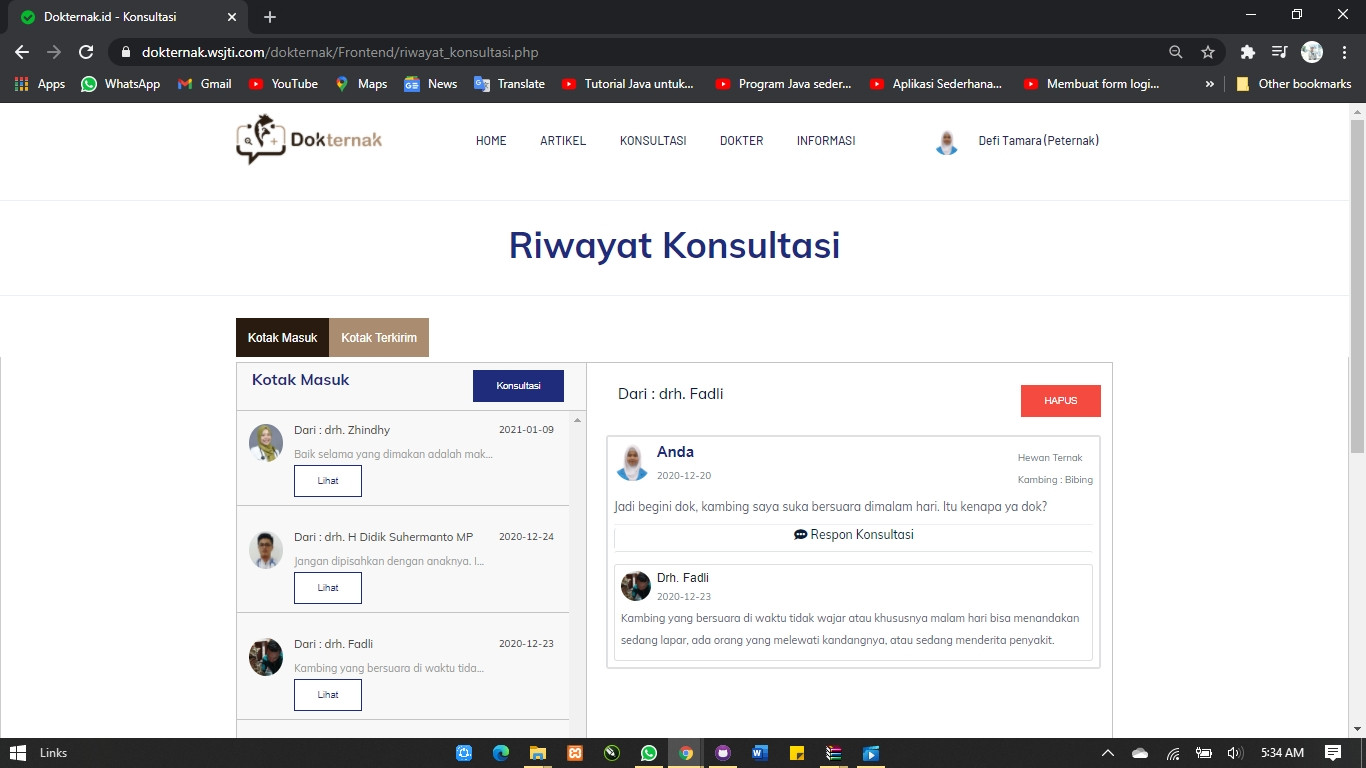 Dokternak.id - Konsultasi
dokternak.wsjti.com/dokternak/Frontend/riwayat_konsultasi.php
Apps WhatsApp Gmail YouTube Maps News Translate Tutorial Java untuk... Program Java seder... Aplikasi Sederhana... Membuat form logi... » Other bookmarks
Dokternak HOME ARTIKEL KONSULTASI DOKTER INFORMASI Defi Tamara (Peternak)
Riwayat Konsultasi
Kotak Masuk Kotak Terkirim
Kotak Masuk Konsultasi
Dari : drh. Zhindhy 2021-01-09
Baik selama yang dimakan adalah mak...
Lihat
Dari : drh. H Didik Suhermanto MP 2020-12-24
Jangan dipisahkan dengan anaknya. I...
Lihat
Dari : drh. Fadli 2020-12-23
Kambing yang bersuara di waktu tida...
Lihat
Dari : drh. Fadli HAPUS
Anda
2020-12-20
Hewan Ternak
Kambing : Bibing
Jadi begini dok, kambing saya suka bersuara dimalam hari. Itu kenapa ya dok?
Respon Konsultasi
Drh. Fadli
2020-12-23
Kambing yang bersuara di waktu tidak wajar atau khususnya malam hari bisa menandakan
sedang lapar, ada orang yang melewati kandangnya, atau sedang menderita penyakit.
Links 5:34 AM